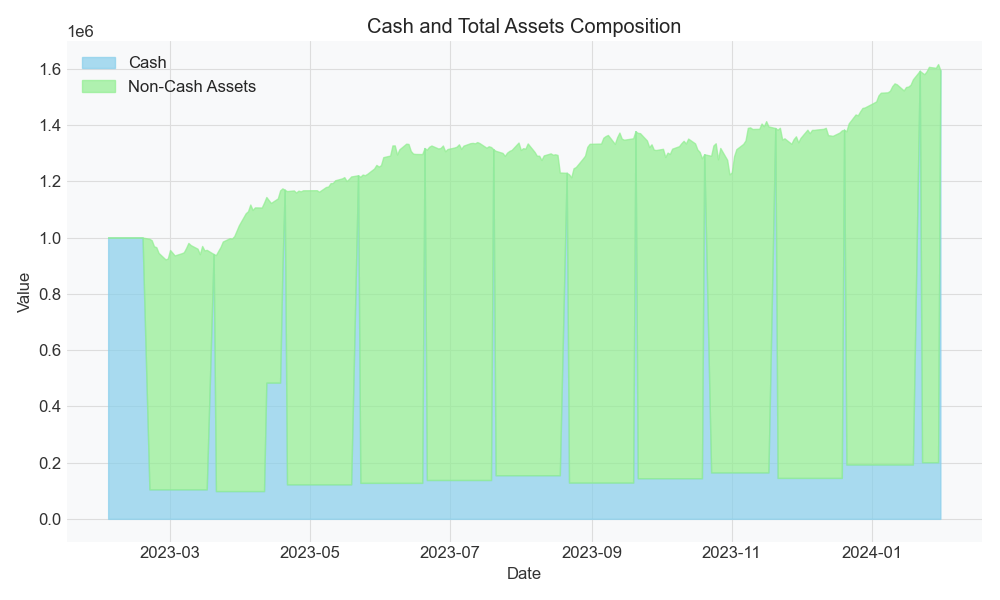 Cash and Total Assets Composition
1e6
Cash
Non-Cash Assets
1.6
1.4
1.2
1.0
0.8
0.6
0.4
0.2
0.0
Value
2023-03 2023-05 2023-07 2023-09 2023-11 2024-01
Date